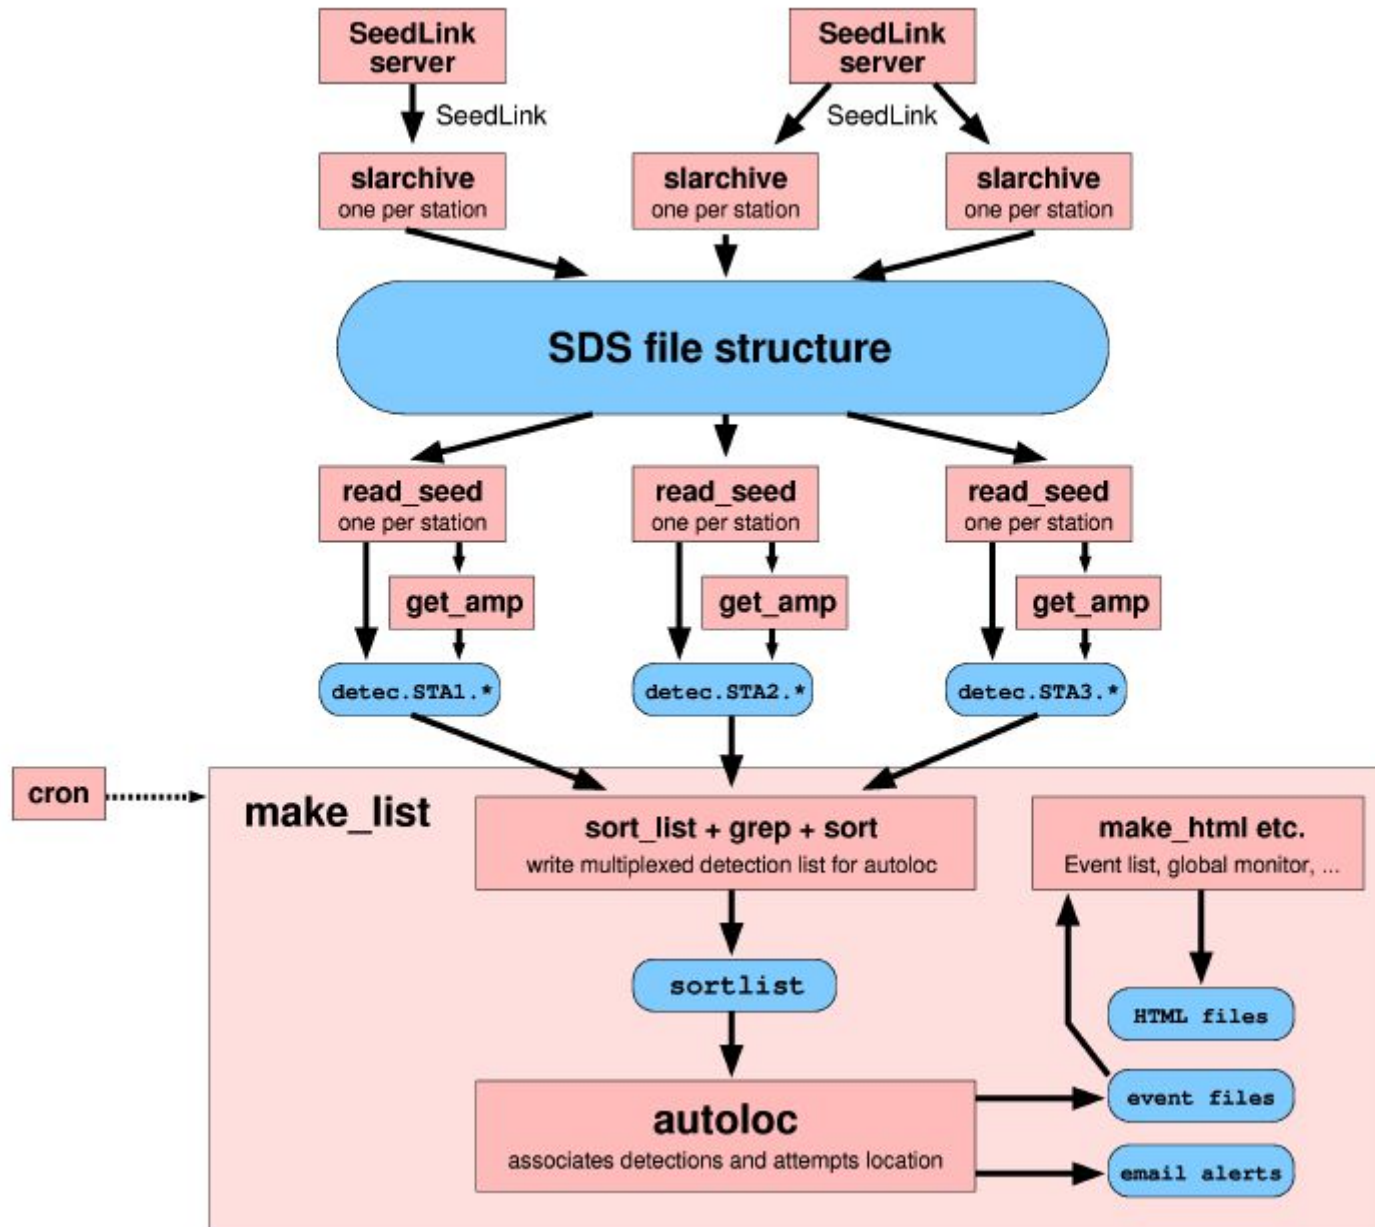 SeedLink
server
SeedLink
server
SeedLink
SeedLink
slarchive
one per station
slarchive
one per station
slarchive
one per station
SDS file structure
read_seed
one per station
read_seed
one per station
read_seed
one per station
get_amp
get_amp
get_amp
detec.STA1.*
detec.STA2.*
detec.STA3.*
cron
make_list
sort_list + grep + sort
write multiplexed detection list for autoloc
make_html etc.
Event list, global monitor, ...
sortlist
HTML files
autoloc
associates detections and attempts location
event files
email alerts